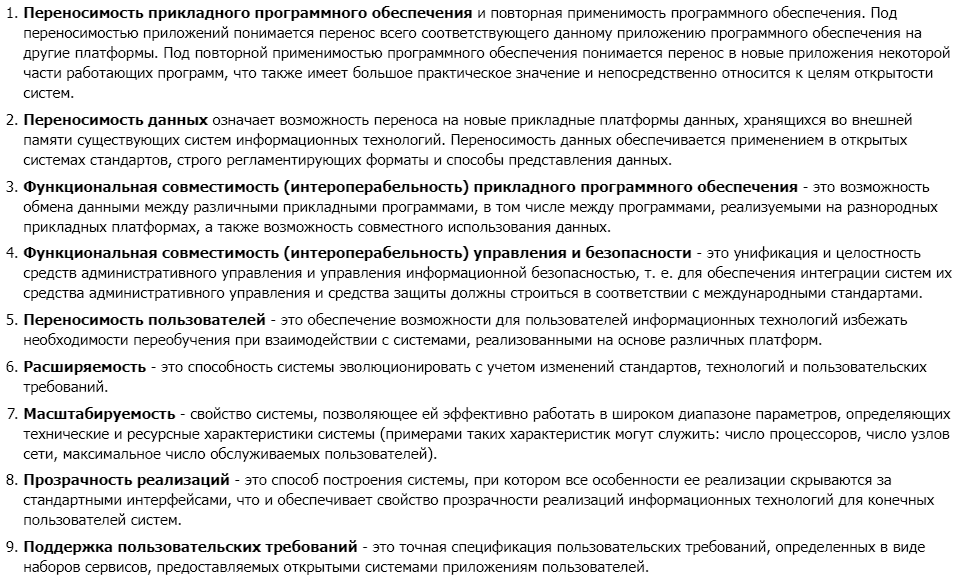 1. Переносимость прикладного программного обеспечения и повторная применимость программного обеспечения. Под
переносимостью приложений понимается перенос всего соответствующего данному приложению программного обеспечения на
другие платформы. Под повторной применимостью программного обеспечения понимается перенос в новые приложения некоторой
части работающих программ, что также имеет большое практическое значение и непосредственно относится к целям открытости
систем.
2. Переносимость данных означает возможность переноса на новые прикладные платформы данных, хранящихся во внешней
памяти существующих систем информационных технологий. Переносимость данных обеспечивается применением в открытых
системах стандартов, строго регламентирующих форматы и способы представления данных.
3. Функциональная совместимость (интероперабельность) прикладного программного обеспечения - это возможность
обмена данными между различными прикладными программами, в том числе между программами, реализуемыми на разнородных
прикладных платформах, а также возможность совместного использования данных.
4. Функциональная совместимость (интероперабельность) управления и безопасности - это унификация и целостность
средств административного управления и управления информационной безопасностью, т. е. для обеспечения интеграции систем их
средства административного управления и средства защиты должны строиться в соответствии с международными стандартами.
5. Переносимость пользователей - это обеспечение возможности для пользователей информационных технологий избежать
необходимости переобучения при взаимодействии с системами, реализованными на основе различных платформ.
6. Расширяемость - это способность системы эволюционировать с учетом изменений стандартов, технологий и пользовательских
требований.
7. Масштабируемость - свойство системы, позволяющее ей эффективно работать в широком диапазоне параметров, определяющих
технические и ресурсные характеристики системы (примерами таких характеристик могут служить: число процессоров, число узлов
сети, максимальное число обслуживаемых пользователей).
8. Прозрачность реализаций - это способ построения системы, при котором все особенности ее реализации скрываются за
стандартными интерфейсами, что и обеспечивает свойство прозрачности реализаций информационных технологий для конечных
пользователей систем.
9. Поддержка пользовательских требований - это точная спецификация пользовательских требований, определенных в виде
наборов сервисов, предоставляемых открытыми системами приложениям пользователей.